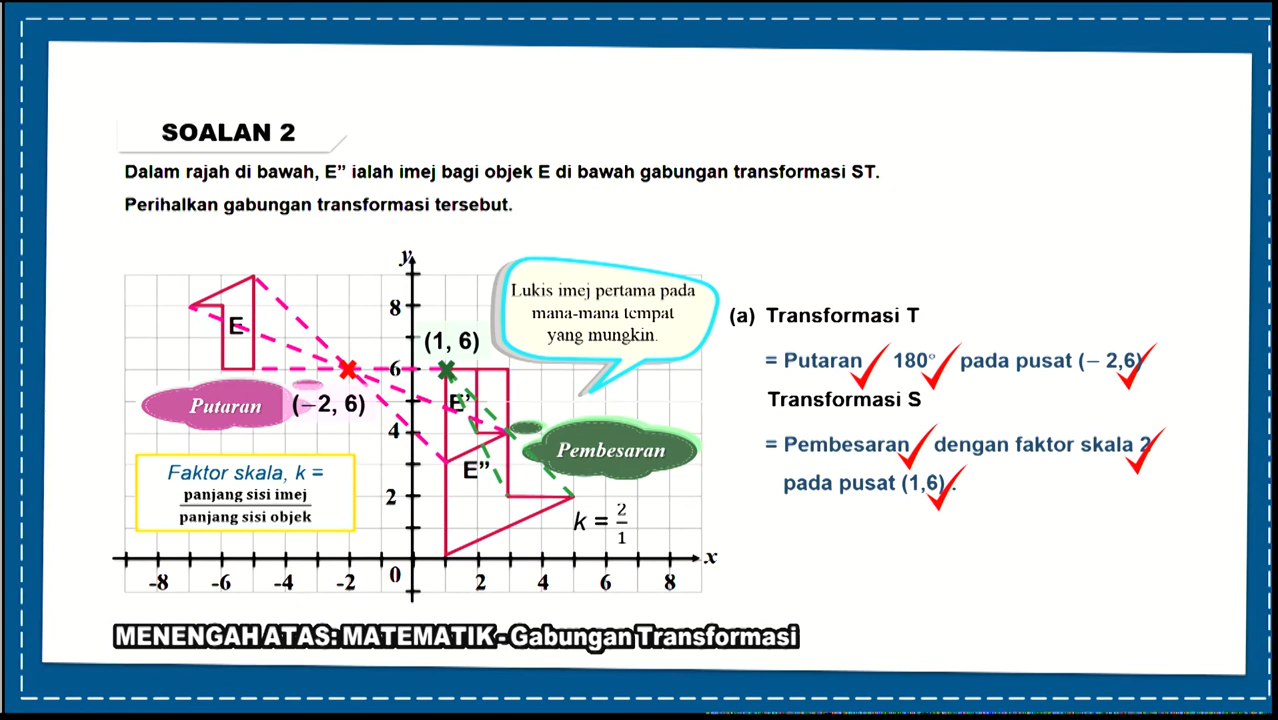 SOALAN 2
Dalam rajah di bawah, E” ialah imej bagi objek E di bawah gabungan transformasi ST.
Perihalkan gabungan transformasi tersebut.
y
Lukis imej pertama pada
mana-mana tempat
yang mungkin.
8
E
(1, 6)
6
Putaran
(−2, 6)
E’
4
Pembesaran
E”
Faktor skala, k =
panjang sisi imej
panjang sisi objek
2
k = 2/1
x
-8 -6 -4 -2 0 2 4 6 8
(a) Transformasi T
= Putaran 180° pada pusat (− 2,6)
Transformasi S
= Pembesaran dengan faktor skala 2
pada pusat (1,6) .
MENENGAH ATAS: MATEMATIK - Gabungan Transformasi